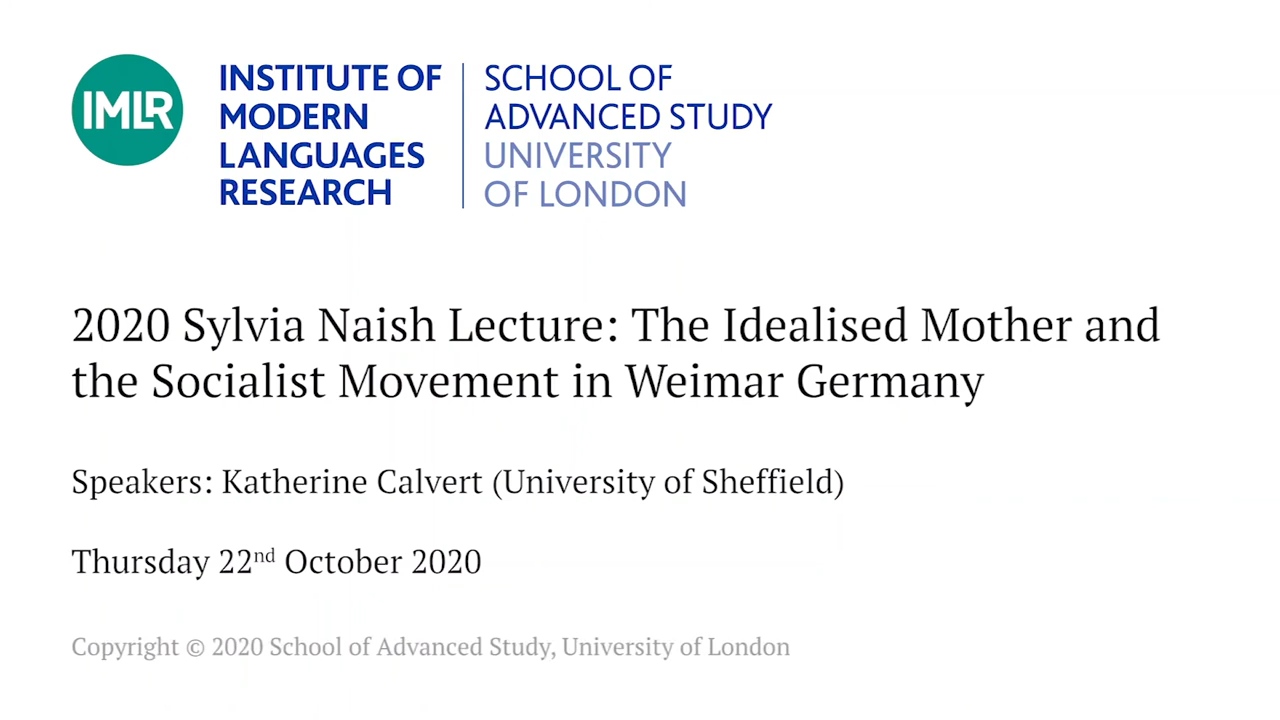 IMLR
INSTITUTE OF
MODERN
LANGUAGES
RESEARCH
SCHOOL OF
ADVANCED STUDY
UNIVERSITY
OF LONDON
2020 Sylvia Naish Lecture: The Idealised Mother and
the Socialist Movement in Weimar Germany
Speakers: Katherine Calvert (University of Sheffield)
Thursday 22nd October 2020
Copyright © 2020 School of Advanced Study, University of London